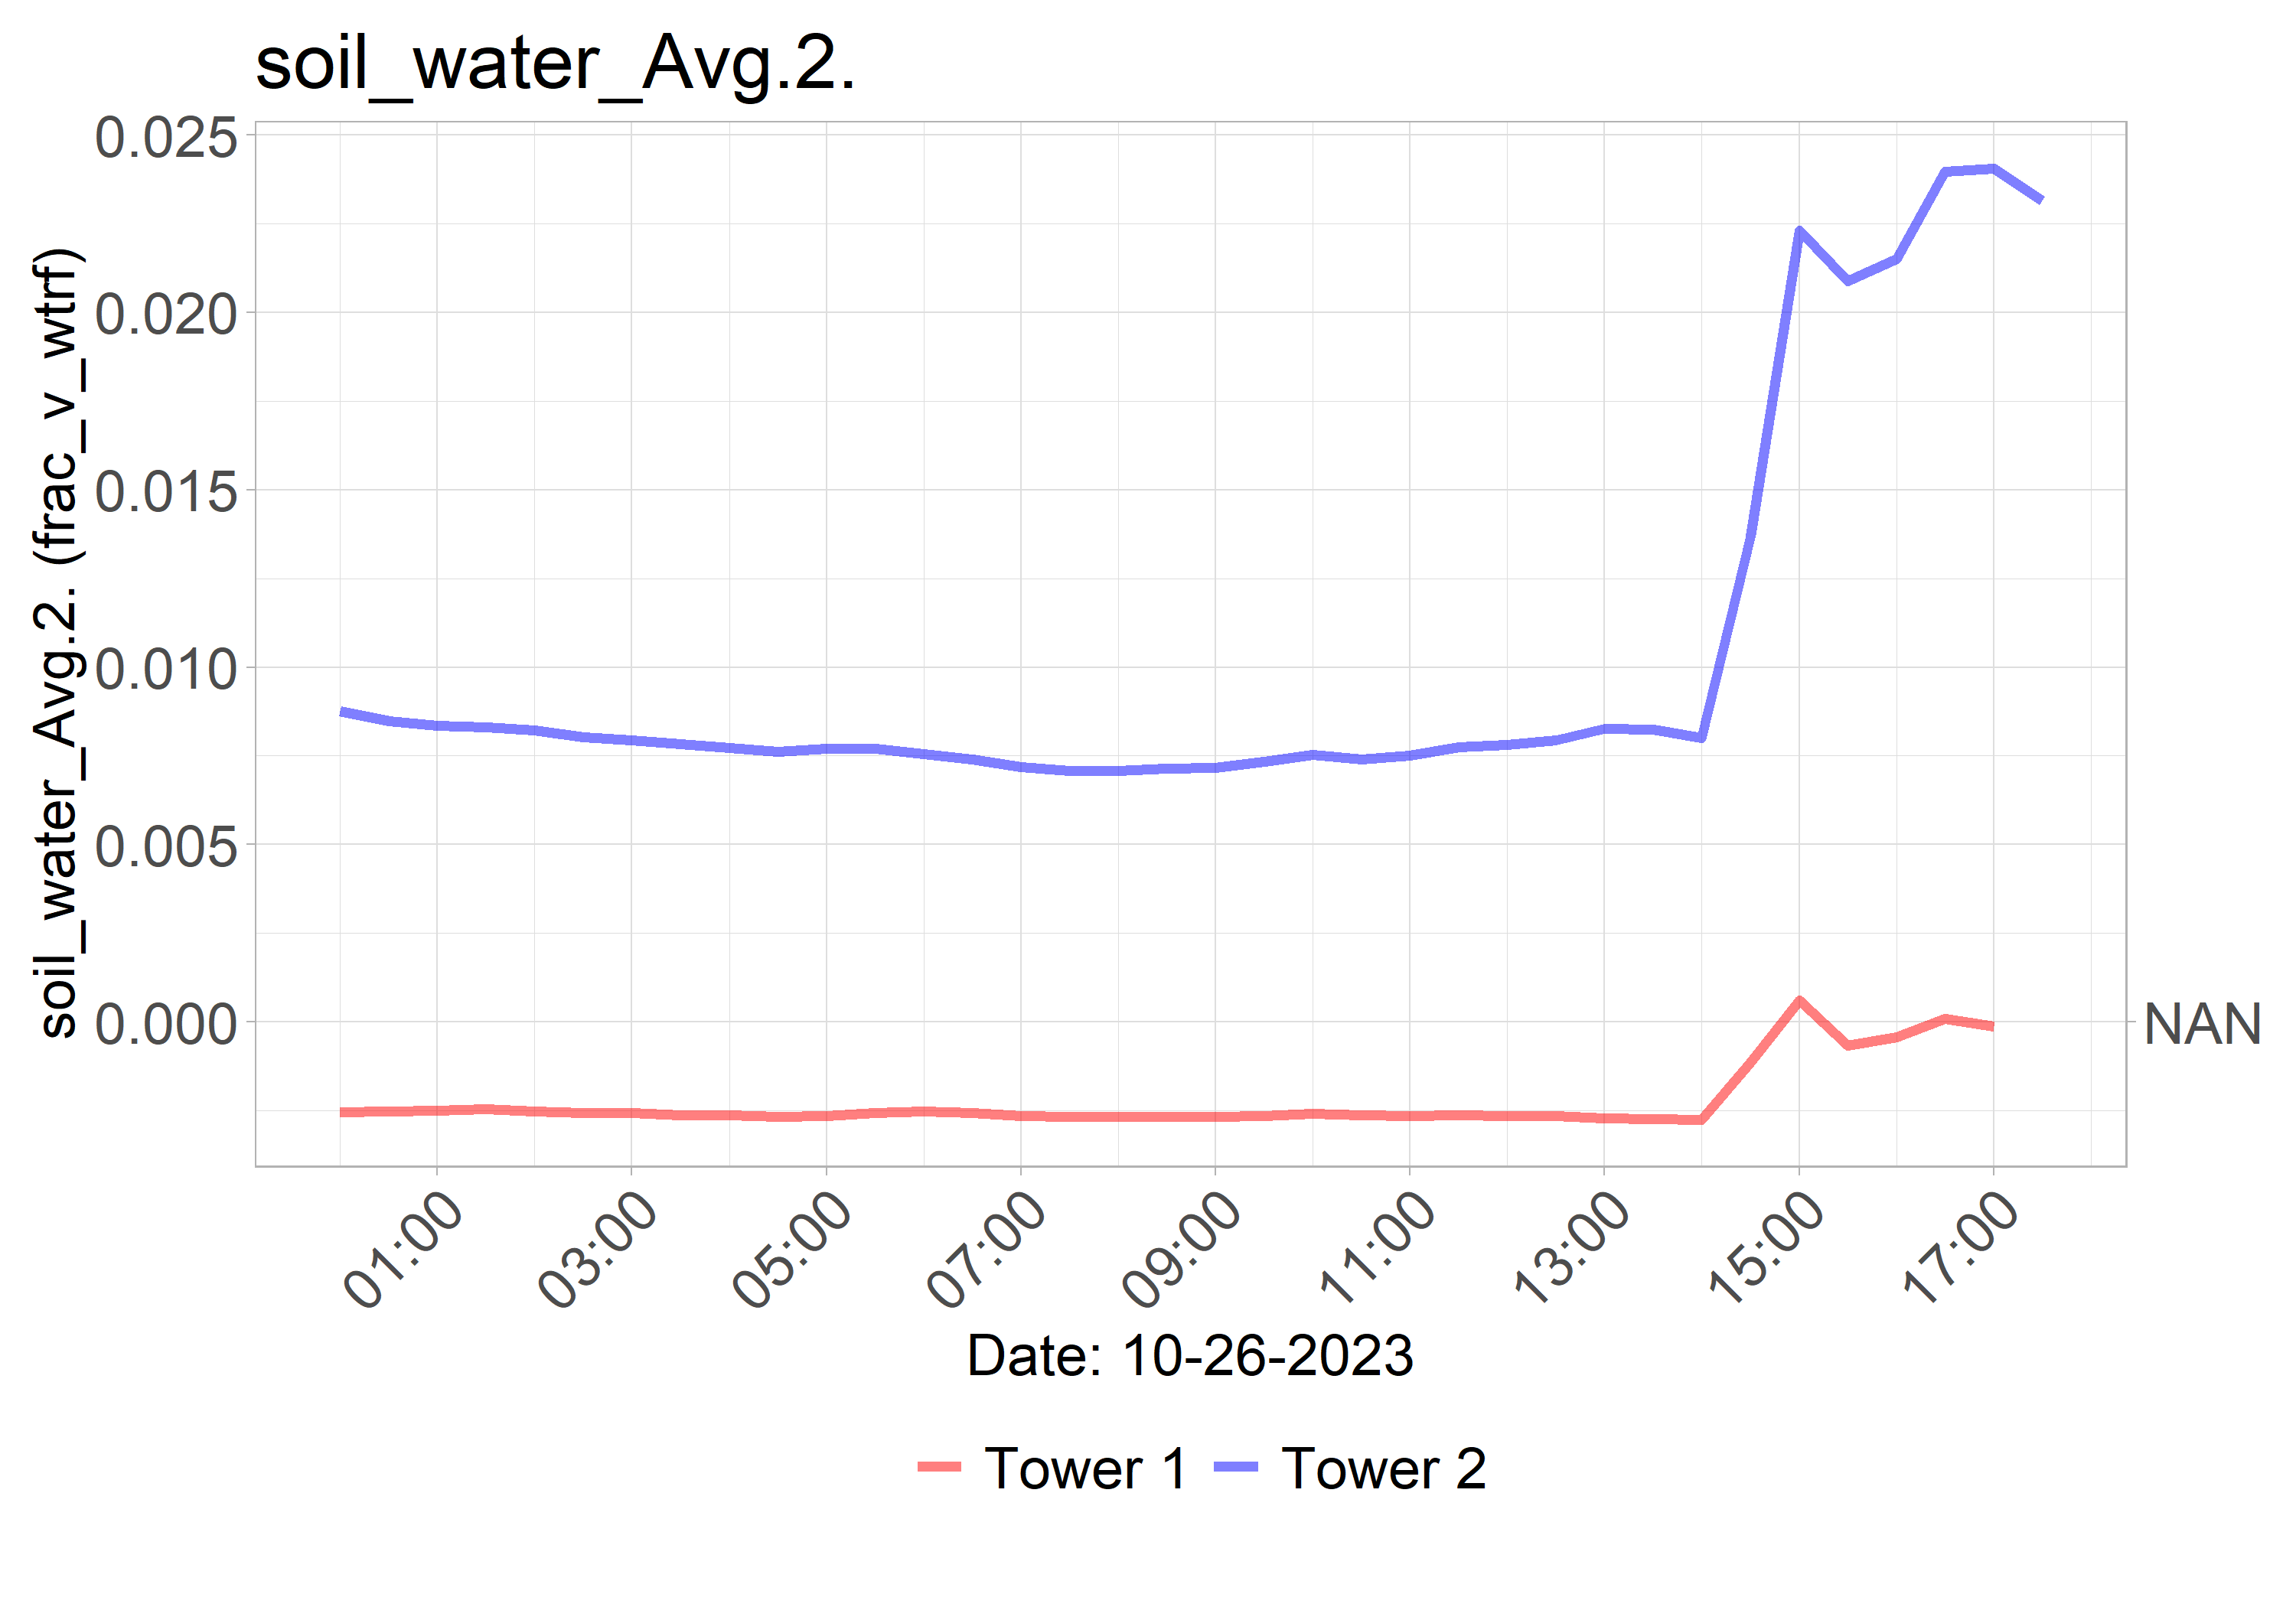 soil_water_Avg.2.
soil_water_Avg.2. (frac_v_wtrf)
0.025
0.020
0.015
0.010
0.005
0.000
NAN
01:00
03:00
05:00
07:00
09:00
11:00
13:00
15:00
17:00
Date: 10-26-2023
Tower 1
Tower 2